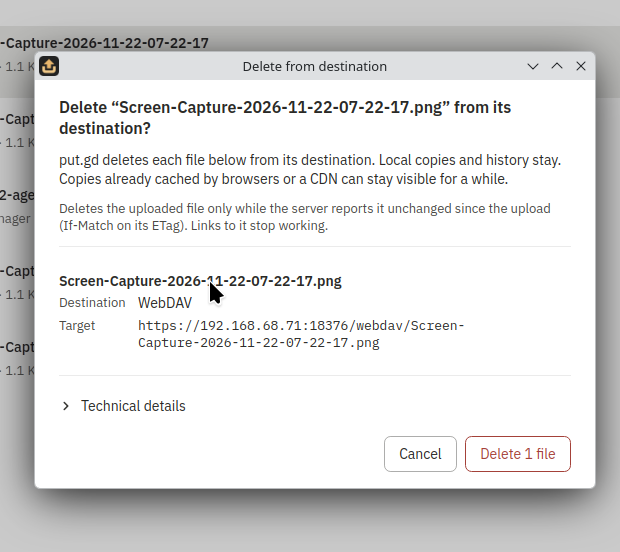 -Capture-2026-11-22-07-22-17
· 1.1 K
Delete from destination
-Capt
· 1.1 K
2-age
nager
-Capt
· 1.1 K
-Capt
· 1.1 K
Delete “Screen-Capture-2026-11-22-07-22-17.png” from its
destination?
put.gd deletes each file below from its destination. Local copies and history stay.
Copies already cached by browsers or a CDN can stay visible for a while.
Deletes the uploaded file only while the server reports it unchanged since the upload
(If-Match on its ETag). Links to it stop working.
Screen-Capture-2026-11-22-07-22-17.png
Destination WebDAV
Target https://192.168.68.71:18376/webdav/Screen-
Capture-2026-11-22-07-22-17.png
Technical details
Cancel Delete 1 file